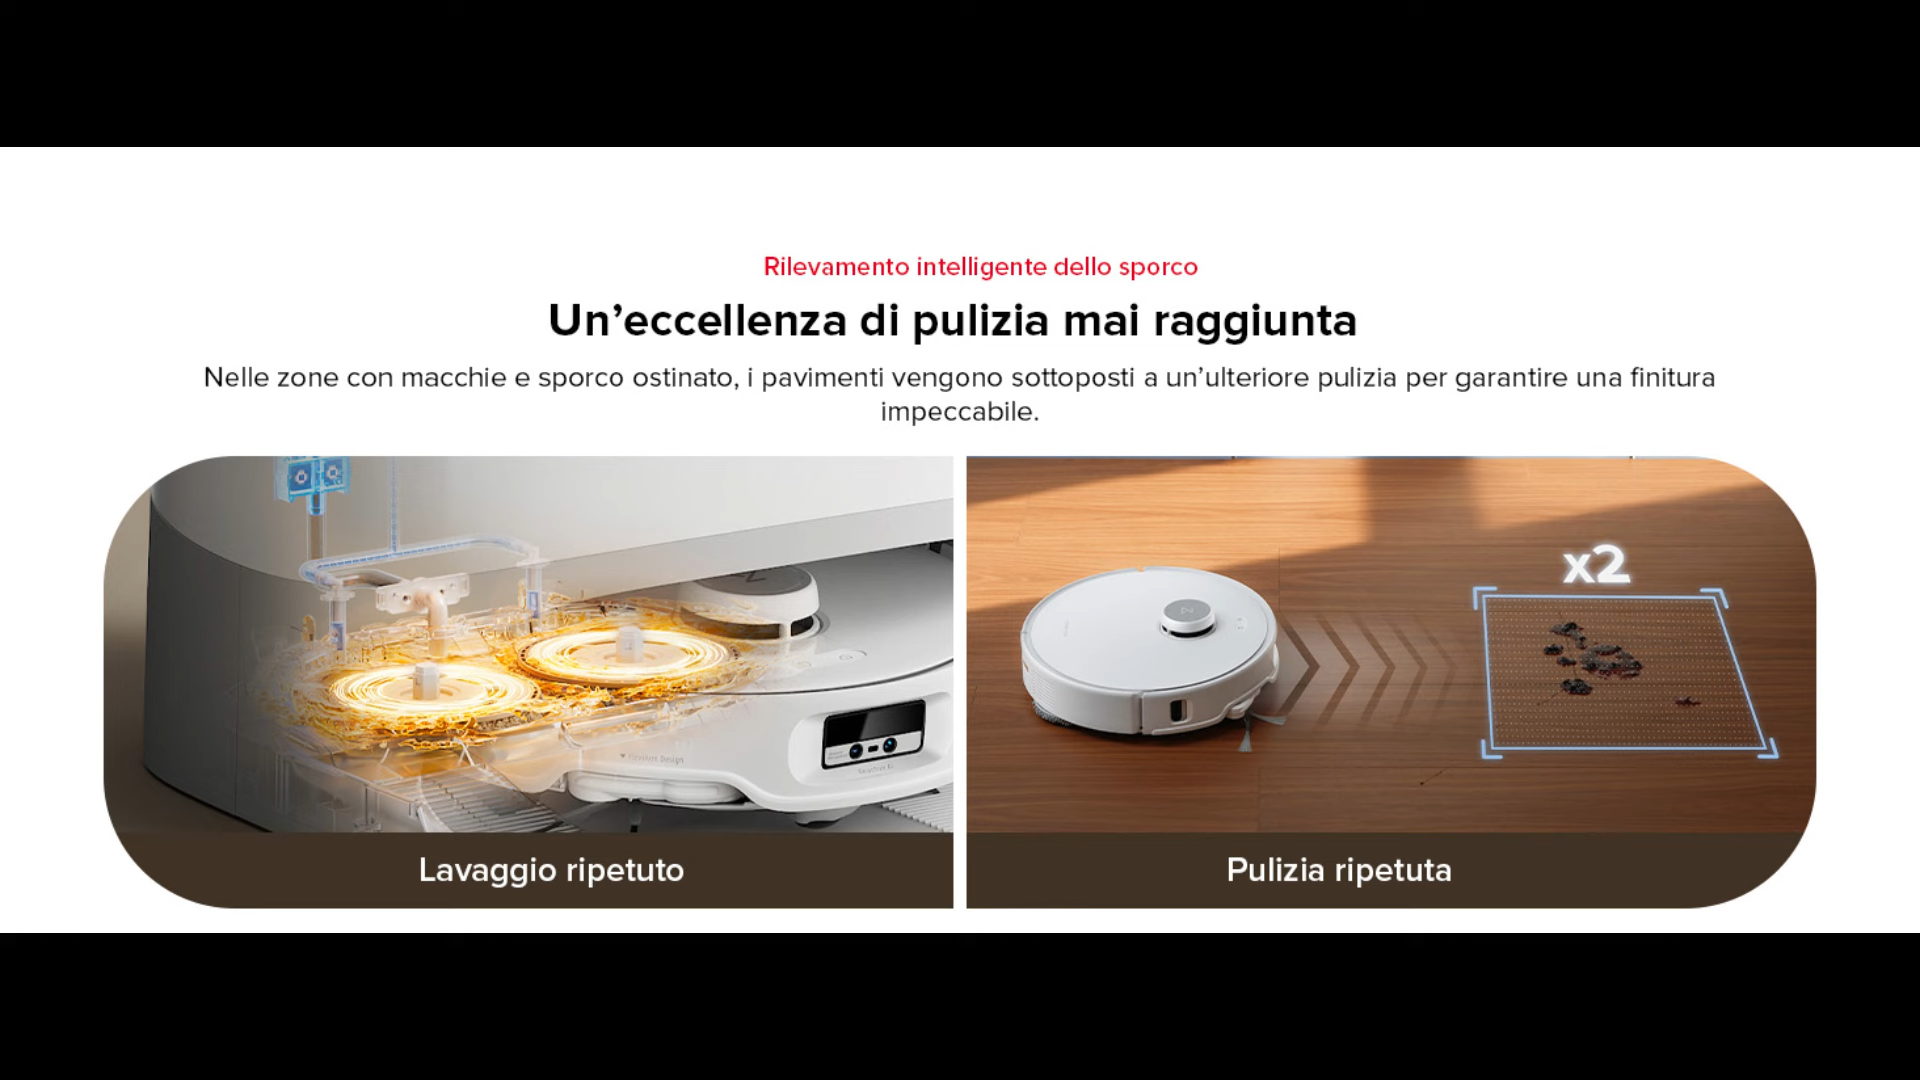 Rilevamento intelligente dello sporco
Un’eccellenza di pulizia mai raggiunta
Nelle zone con macchie e sporco ostinato, i pavimenti vengono sottoposti a un’ulteriore pulizia per garantire una finitura
impeccabile.
x2
Lavaggio ripetuto
Pulizia ripetuta